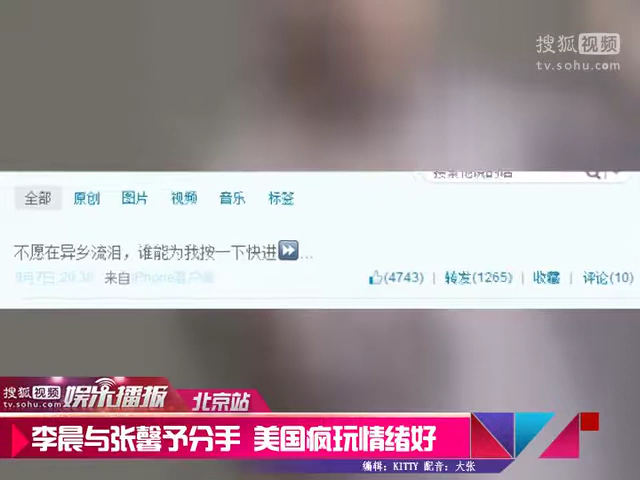 搜狐视频
tv.sohu.com
全部 原创 图片 视频 音乐 标签
不愿在异乡流泪，谁能为我按一下快进⏩...
来自iPhone客户端
(4743) | 转发(1265) | 收藏 | 评论(10)
搜狐视频 娱乐播报 北京站
tv.sohu.com
李晨与张馨予分手 美国疯玩情绪好
编辑：KITTY 配音：大张